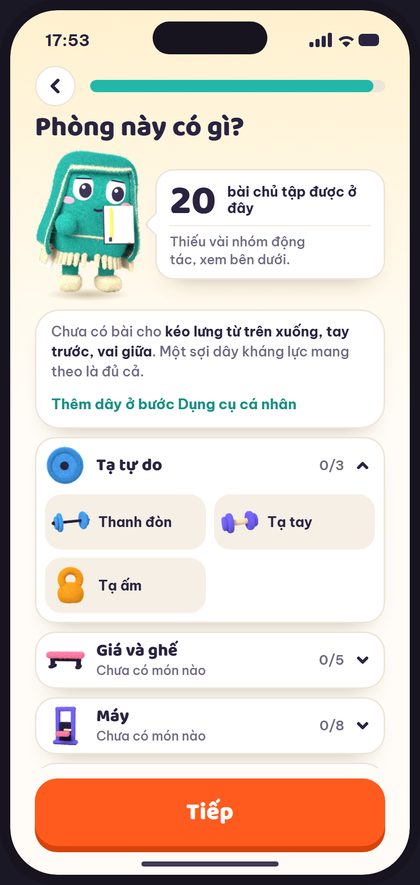 17:53
Phòng này có gì?
20 bài chủ tập được ở
đây
Thiếu vài nhóm động
tác, xem bên dưới.
Chưa có bài cho kéo lưng từ trên xuống, tay
trước, vai giữa. Một sợi dây kháng lực mang
theo là đủ cả.
Thêm dây ở bước Dụng cụ cá nhân
Tạ tự do 0/3
Thanh đòn Tạ tay
Tạ ấm
Giá và ghế 0/5
Chưa có món nào
Máy 0/8
Chưa có món nào
Tiếp